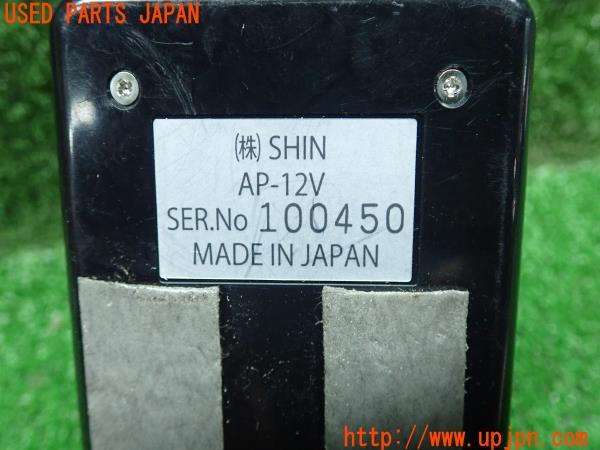 USED PARTS JAPAN
㈱ SHIN
AP-12V
SER.No 100450
MADE IN JAPAN
http://www.upjpn.com